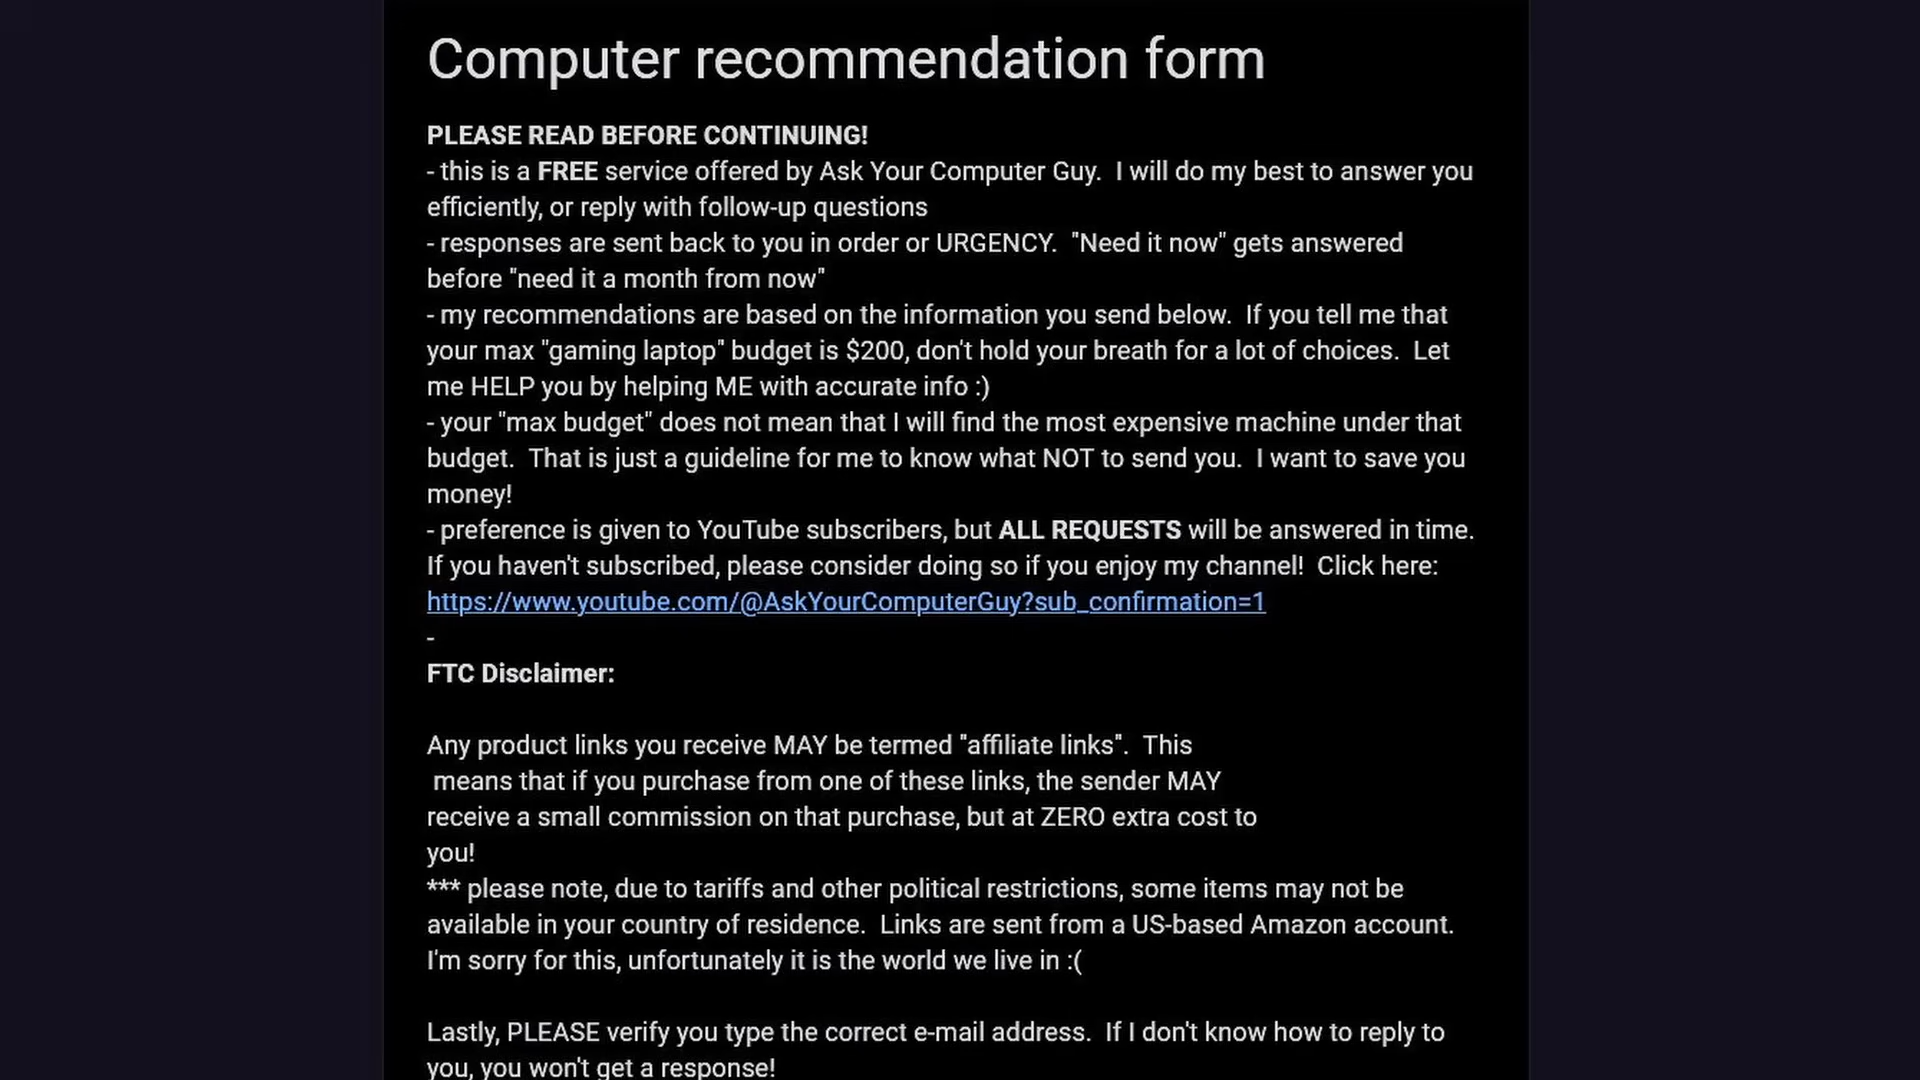 Computer recommendation form
PLEASE READ BEFORE CONTINUING!
- this is a FREE service offered by Ask Your Computer Guy.  I will do my best to answer you
efficiently, or reply with follow-up questions
- responses are sent back to you in order or URGENCY.  "Need it now" gets answered
before "need it a month from now"
- my recommendations are based on the information you send below.  If you tell me that
your max "gaming laptop" budget is $200, don't hold your breath for a lot of choices.  Let
me HELP you by helping ME with accurate info :)
- your "max budget" does not mean that I will find the most expensive machine under that
budget.  That is just a guideline for me to know what NOT to send you.  I want to save you
money!
- preference is given to YouTube subscribers, but ALL REQUESTS will be answered in time.
If you haven't subscribed, please consider doing so if you enjoy my channel!  Click here:
https://www.youtube.com/@AskYourComputerGuy?sub_confirmation=1
-
FTC Disclaimer:
Any product links you receive MAY be termed "affiliate links".  This
means that if you purchase from one of these links, the sender MAY
receive a small commission on that purchase, but at ZERO extra cost to
you!
*** please note, due to tariffs and other political restrictions, some items may not be
available in your country of residence.  Links are sent from a US-based Amazon account.
I'm sorry for this, unfortunately it is the world we live in :(
Lastly, PLEASE verify you type the correct e-mail address.  If I don't know how to reply to
you, you won't get a response!